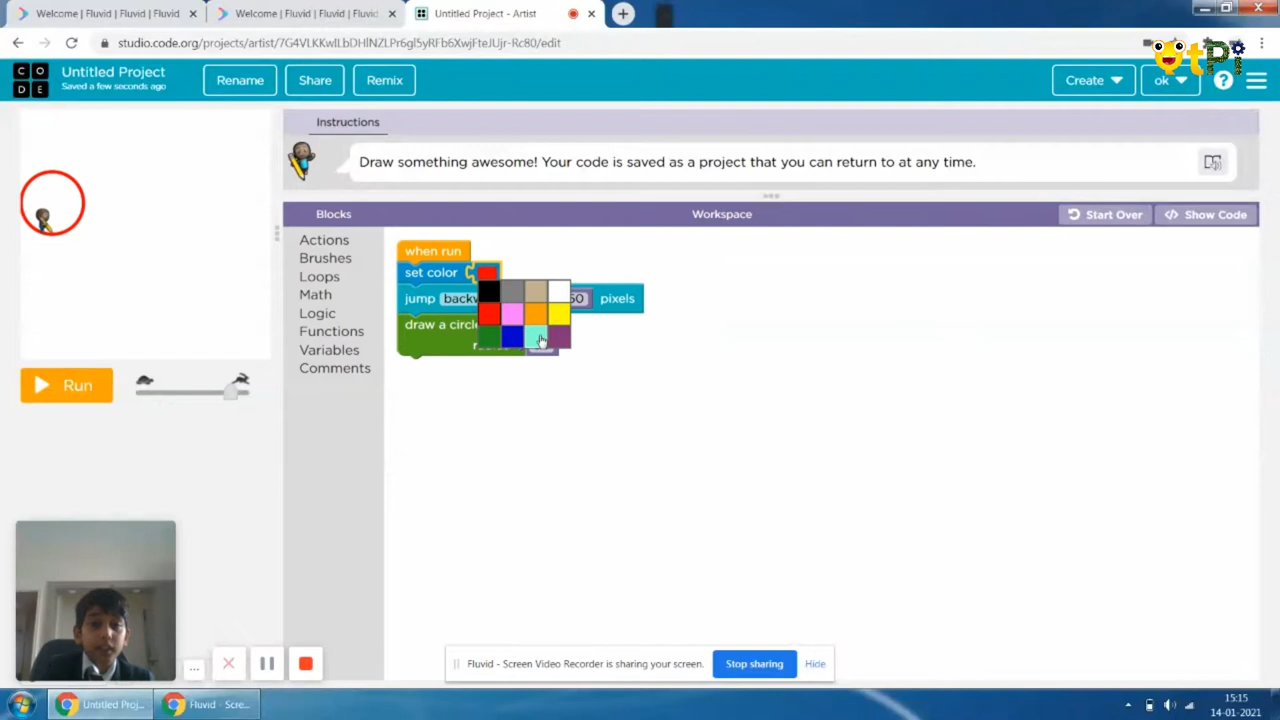 Welcome | Fluvid | Fluvid | Fluvid
Welcome | Fluvid | Fluvid | Fluvid
Untitled Project - Artist
studio.code.org/projects/artist/7G4VLKKwILbDHlNZLPr6gl5yRFb6XwjFteJUjr-Rc80/edit
OtPi
C O D E
Untitled Project
Saved a few seconds ago
Rename
Share
Remix
Create
ok
?
Instructions
Draw something awesome! Your code is saved as a project that you can return to at any time.
Blocks
Workspace
Start Over
</> Show Code
Actions
Brushes
Loops
Math
Logic
Functions
Variables
Comments
when run
set color
jump
pixels
draw a
Run
Fluvid - Screen Video Recorder is sharing your screen.
Stop sharing
Hide
Untitled Proj...
Fluvid - Scre...
15:15
14-01-2021